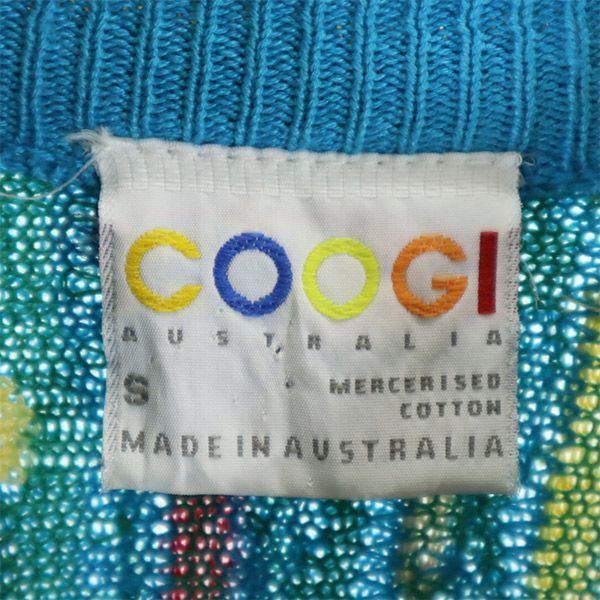 COOGI
AUSTRALIA
S MERCERISED
COTTON
MADE IN AUSTRALIA